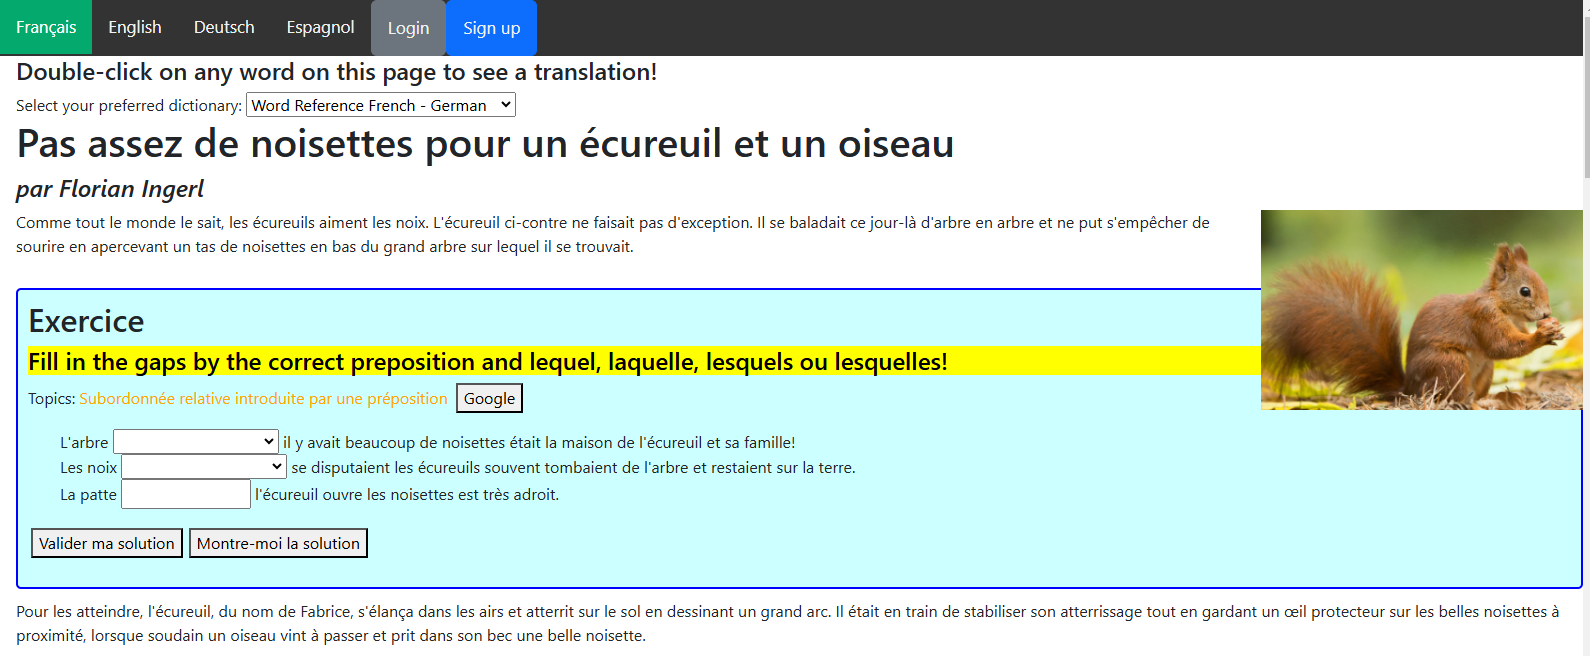 Français English Deutsch Espagnol Login Sign up
Double-click on any word on this page to see a translation!
Select your preferred dictionary: Word Reference French - German
Pas assez de noisettes pour un écureuil et un oiseau
par Florian Ingerl
Comme tout le monde le sait, les écureuils aiment les noix. L'écureuil ci-contre ne faisait pas d'exception. Il se baladait ce jour-là d'arbre en arbre et ne put s'empêcher de
sourire en apercevant un tas de noisettes en bas du grand arbre sur lequel il se trouvait.
Exercice
Fill in the gaps by the correct preposition and lequel, laquelle, lesquels ou lesquelles!
Topics: Subordonnée relative introduite par une préposition Google
L'arbre il y avait beaucoup de noisettes était la maison de l'écureuil et sa famille!
Les noix se disputaient les écureuils souvent tombaient de l'arbre et restaient sur la terre.
La patte l'écureuil ouvre les noisettes est très adroit.
Valider ma solution Montre-moi la solution
Pour les atteindre, l'écureuil, du nom de Fabrice, s'élança dans les airs et atterrit sur le sol en dessinant un grand arc. Il était en train de stabiliser son atterrissage tout en gardant un œil protecteur sur les belles noisettes à
proximité, lorsque soudain un oiseau vint à passer et prit dans son bec une belle noisette.